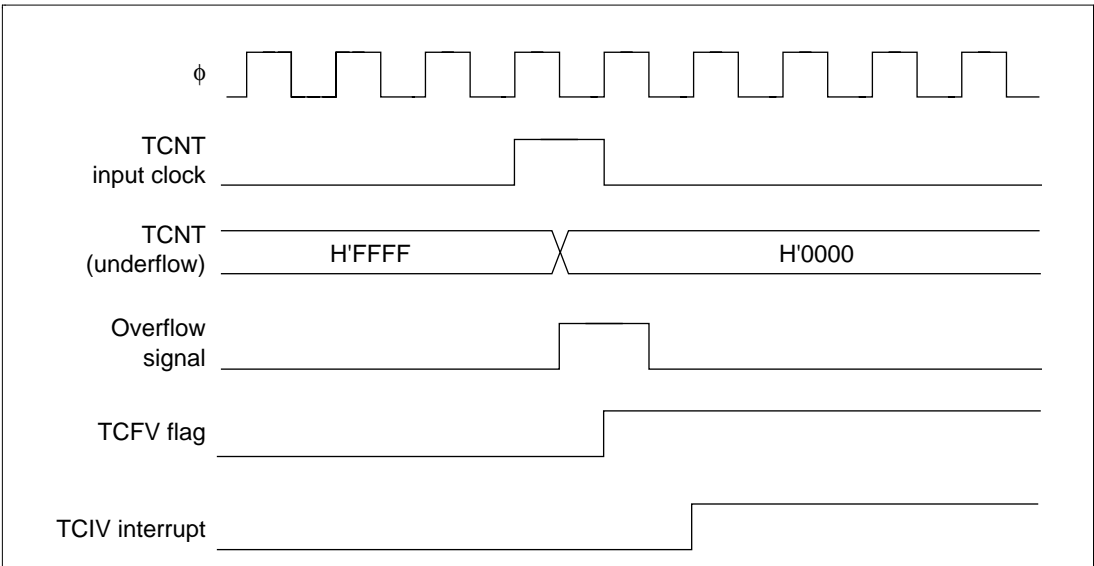 ϕ
TCNT
input clock
TCNT
(underflow)
H'FFFF
H'0000
Overflow
signal
TCFV flag
TCIV interrupt